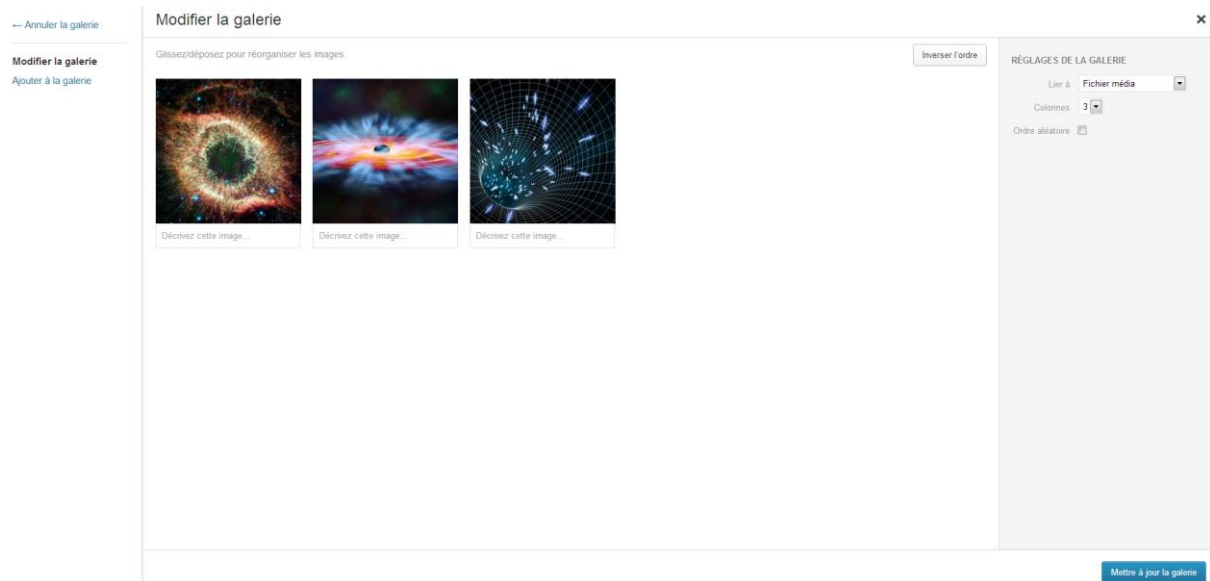 ← Annuler la galerie
Modifier la galerie
Ajouter à la galerie
Modifier la galerie
×
Glissez/déposez pour réorganiser les images.
Inverser l'ordre
Décrivez cette image...
Décrivez cette image...
Décrivez cette image...
RÉGLAGES DE LA GALERIE
Lier à Fichier média
Colonnes 3
Ordre aléatoire
Mettre à jour la galerie